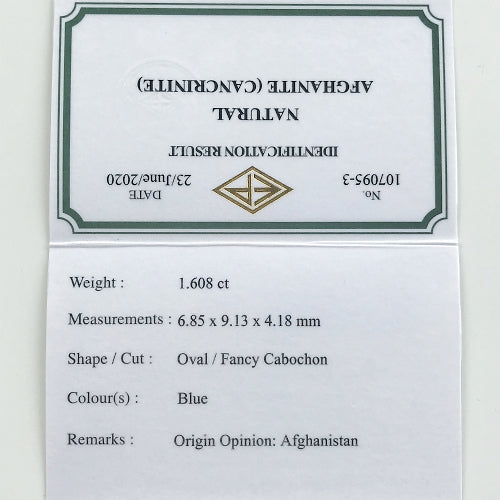 No. DATE
107095-3 23/June/2020
IDENTIFICATION RESULT
NATURAL
AFGHANITE (CANCRINITE)
Weight : 1.608 ct
Measurements : 6.85 x 9.13 x 4.18 mm
Shape / Cut : Oval / Fancy Cabochon
Colour(s) : Blue
Remarks : Origin Opinion: Afghanistan